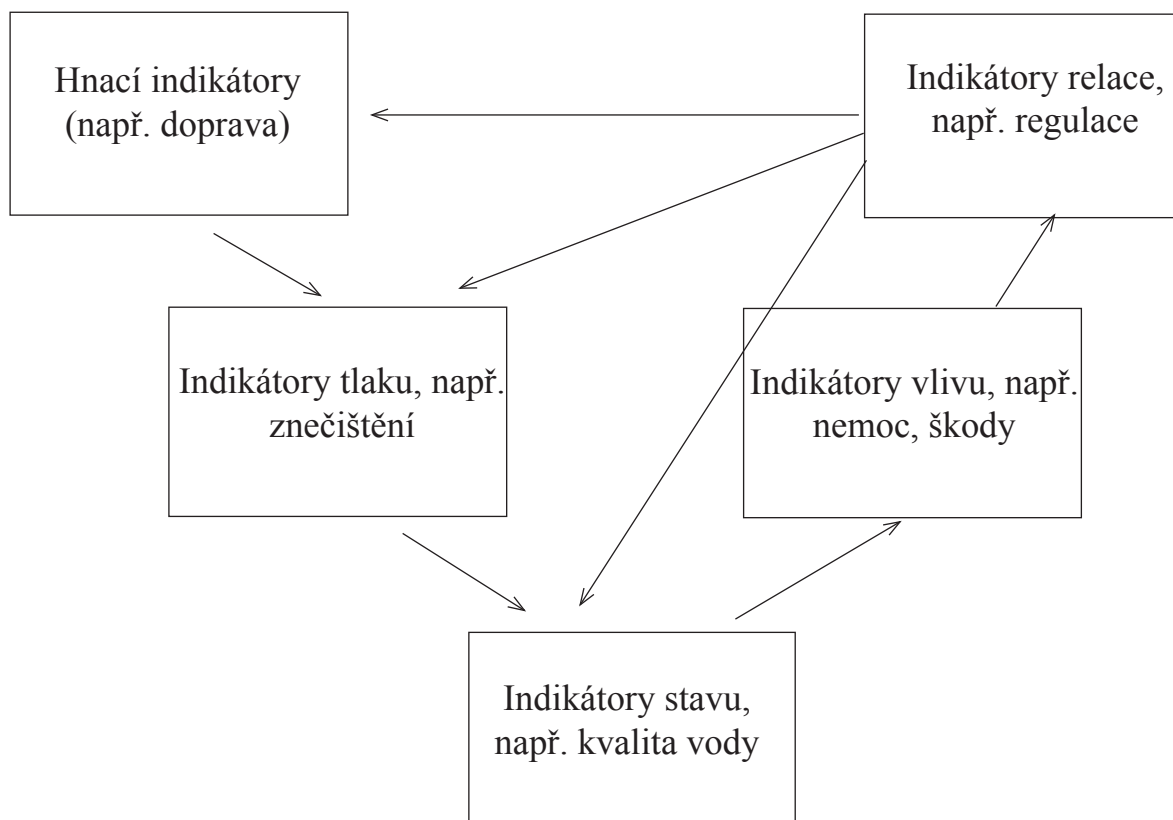 Hnací indikátory
(např. doprava)
Indikátory relace,
např. regulace
Indikátory tlaku, např.
znečištění
Indikátory vlivu, např.
nemoc, škody
Indikátory stavu,
např. kvalita vody